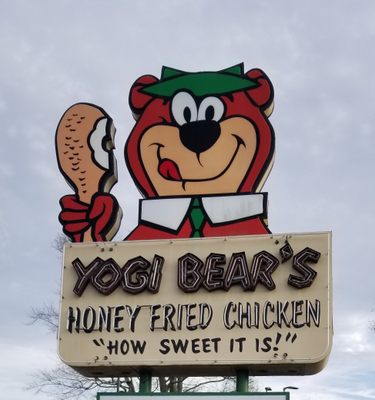 YOGI BEAR'S
HONEY FRIED CHICKEN
"HOW SWEET IT IS!"